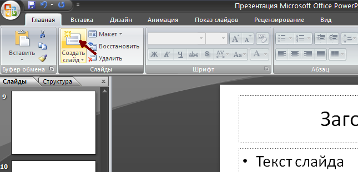 Презентация Microsoft Office PowerP
Главная Вставка Дизайн Анимация Показ слайдов Рецензирование Вид
Вставить
Создать слайд
Макет
Восстановить
Удалить
Буфер обмена Слайды Шрифт Абзац
Слайды Структура
9
10
Заго
• Текст слайда